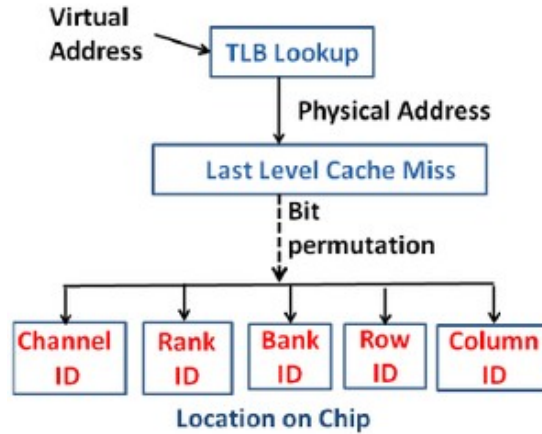 Virtual
Address
TLB Lookup
Physical Address
Last Level Cache Miss
Bit
permutation
Channel
ID
Rank
ID
Bank
ID
Row
ID
Column
ID
Location on Chip